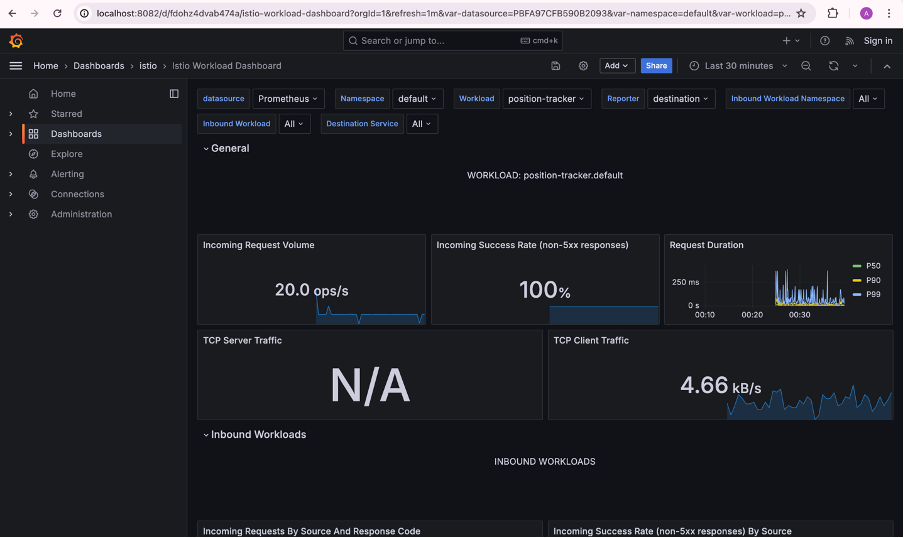 localhost:8082/d/fdohz4dvab474a/istio-workload-dashboard?orgId=1&refresh=1m&var-datasource=PBFA97CFB590B2093&var-namespace=default&var-workload=p...
A
Search or jump to...
cmd+k
Sign in
Home > Dashboards > istio > Istio Workload Dashboard
Add
Share
Last 30 minutes
Home
Starred
Dashboards
Explore
Alerting
Connections
Administration
datasource Prometheus Namespace default Workload position-tracker Reporter destination Inbound Workload Namespace All
Inbound Workload All Destination Service All
General
WORKLOAD: position-tracker.default
Incoming Request Volume
20.0 ops/s
Incoming Success Rate (non-5xx responses)
100%
Request Duration
250 ms
0 s
00:10 00:20 00:30
P50
P90
P99
TCP Server Traffic
N/A
TCP Client Traffic
4.66 kB/s
Inbound Workloads
INBOUND WORKLOADS
Incoming Requests By Source And Response Code
Incoming Success Rate (non-5xx responses) By Source